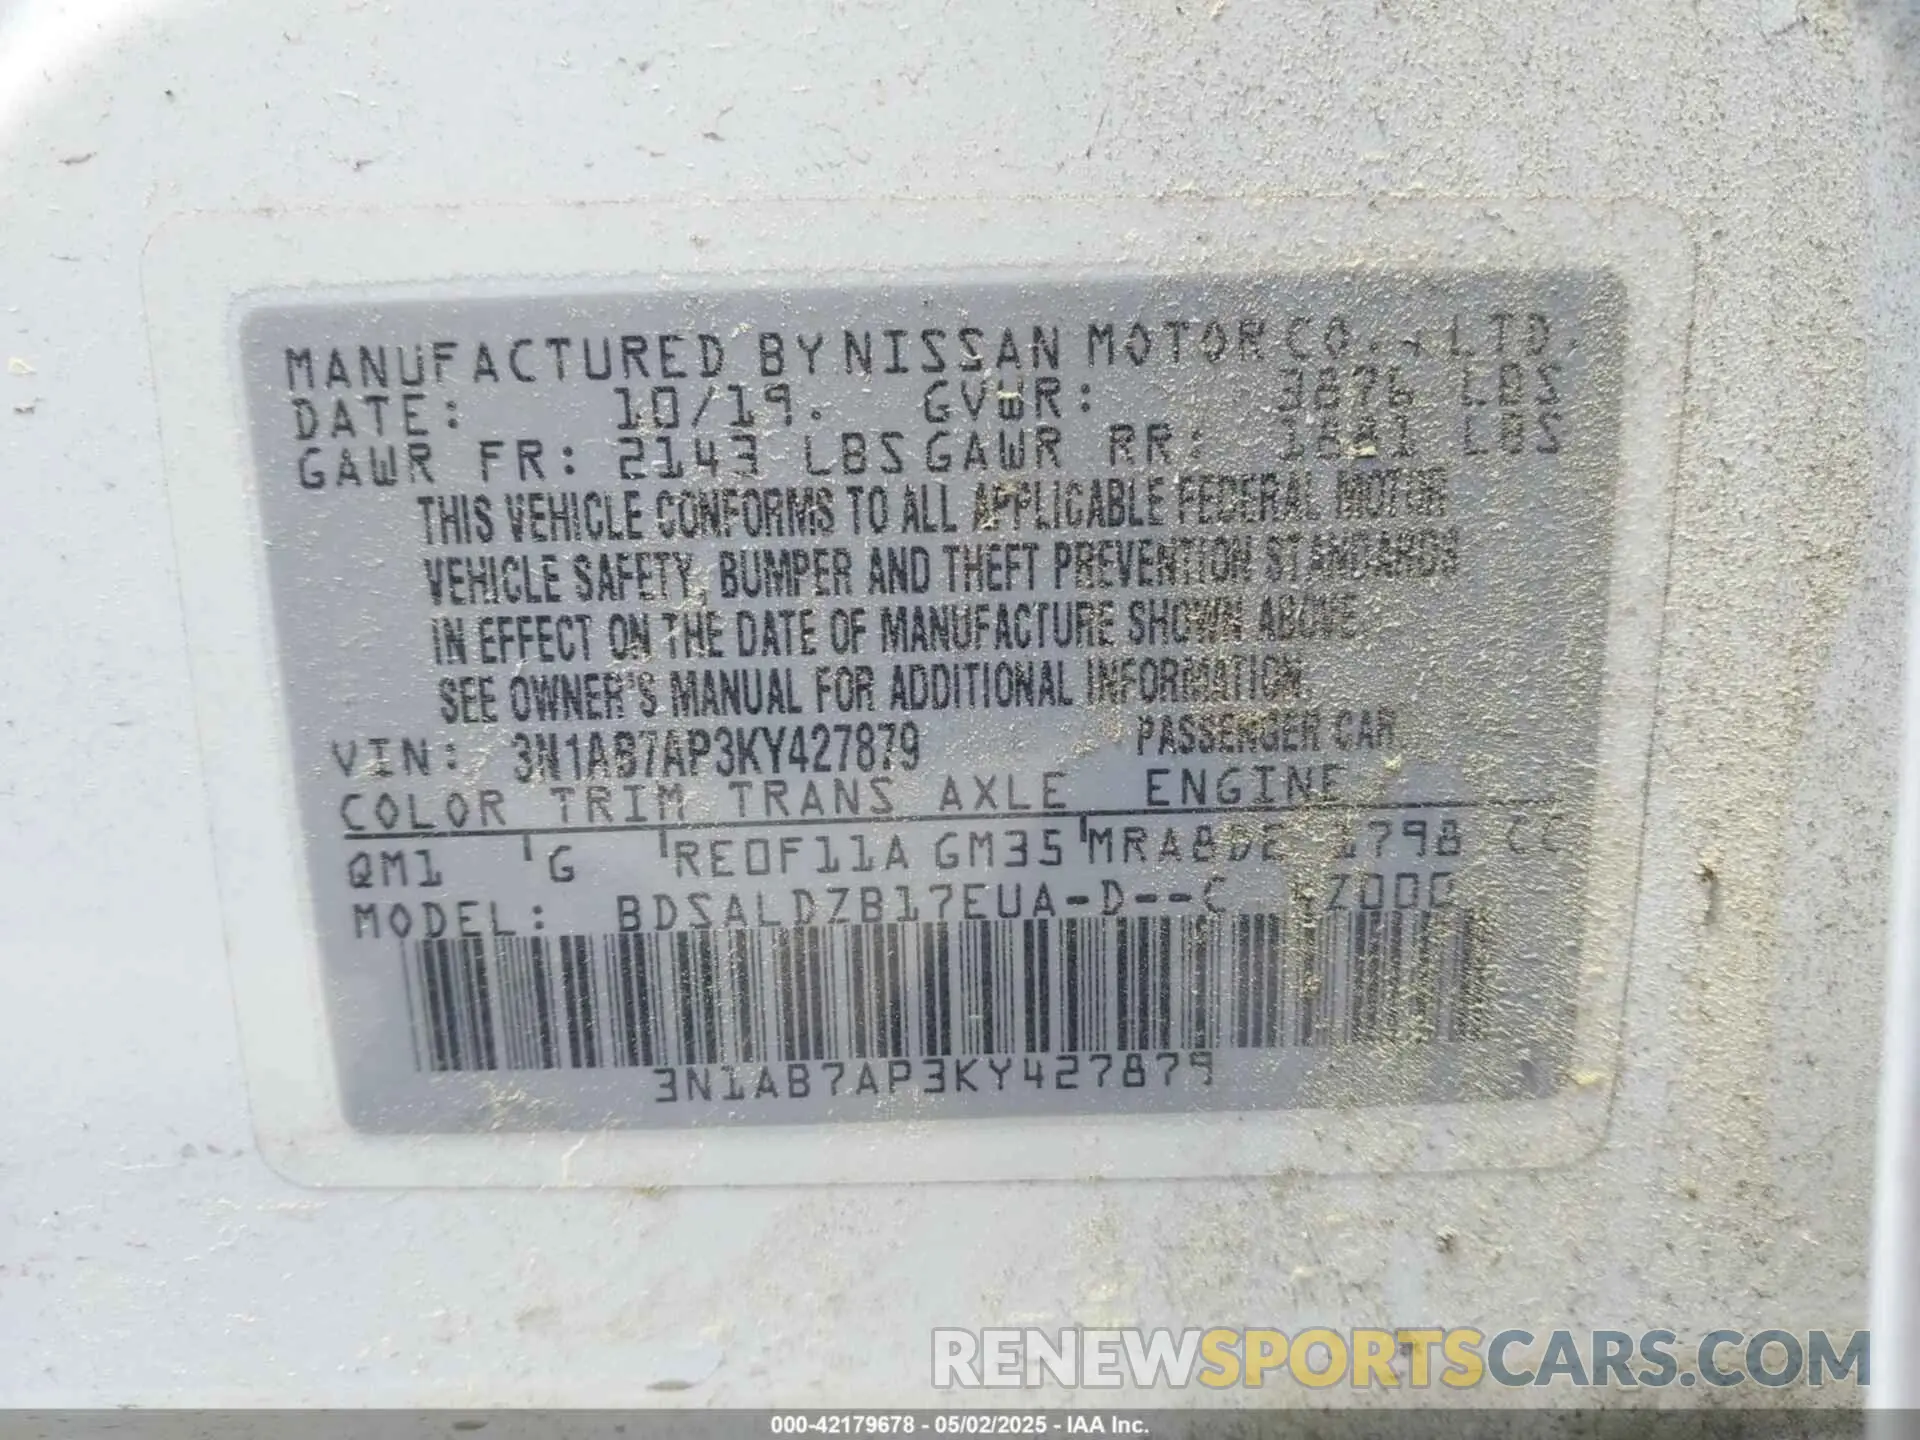 MANUFACTURED BY NISSAN MOTOR CO., LTD.
DATE: 10/19. GVWR: 3876 LBS
GAWR FR: 2143 LBS GAWR RR: LBS
THIS VEHICLE CONFORMS TO ALL APPLICABLE FEDERAL MOTOR
VEHICLE SAFETY, BUMPER AND THEFT PREVENTION STANDARDS
IN EFFECT ON THE DATE OF MANUFACTURE SHOWN ABOVE
SEE OWNER'S MANUAL FOR ADDITIONAL INFORMATION
VIN: 3N1AB7AP3KY427879 PASSENGER CAR
COLOR TRIM TRANS AXLE ENGINE
QM1 G RE0F11A GM35 MRA8DE 1798 CC
MODEL: BDSALDZB17EUA-D--C
3N1AB7AP3KY427879
RENEWSPORTSCARS.COM
000-42179678 - 05/02/2025 - IAA Inc.